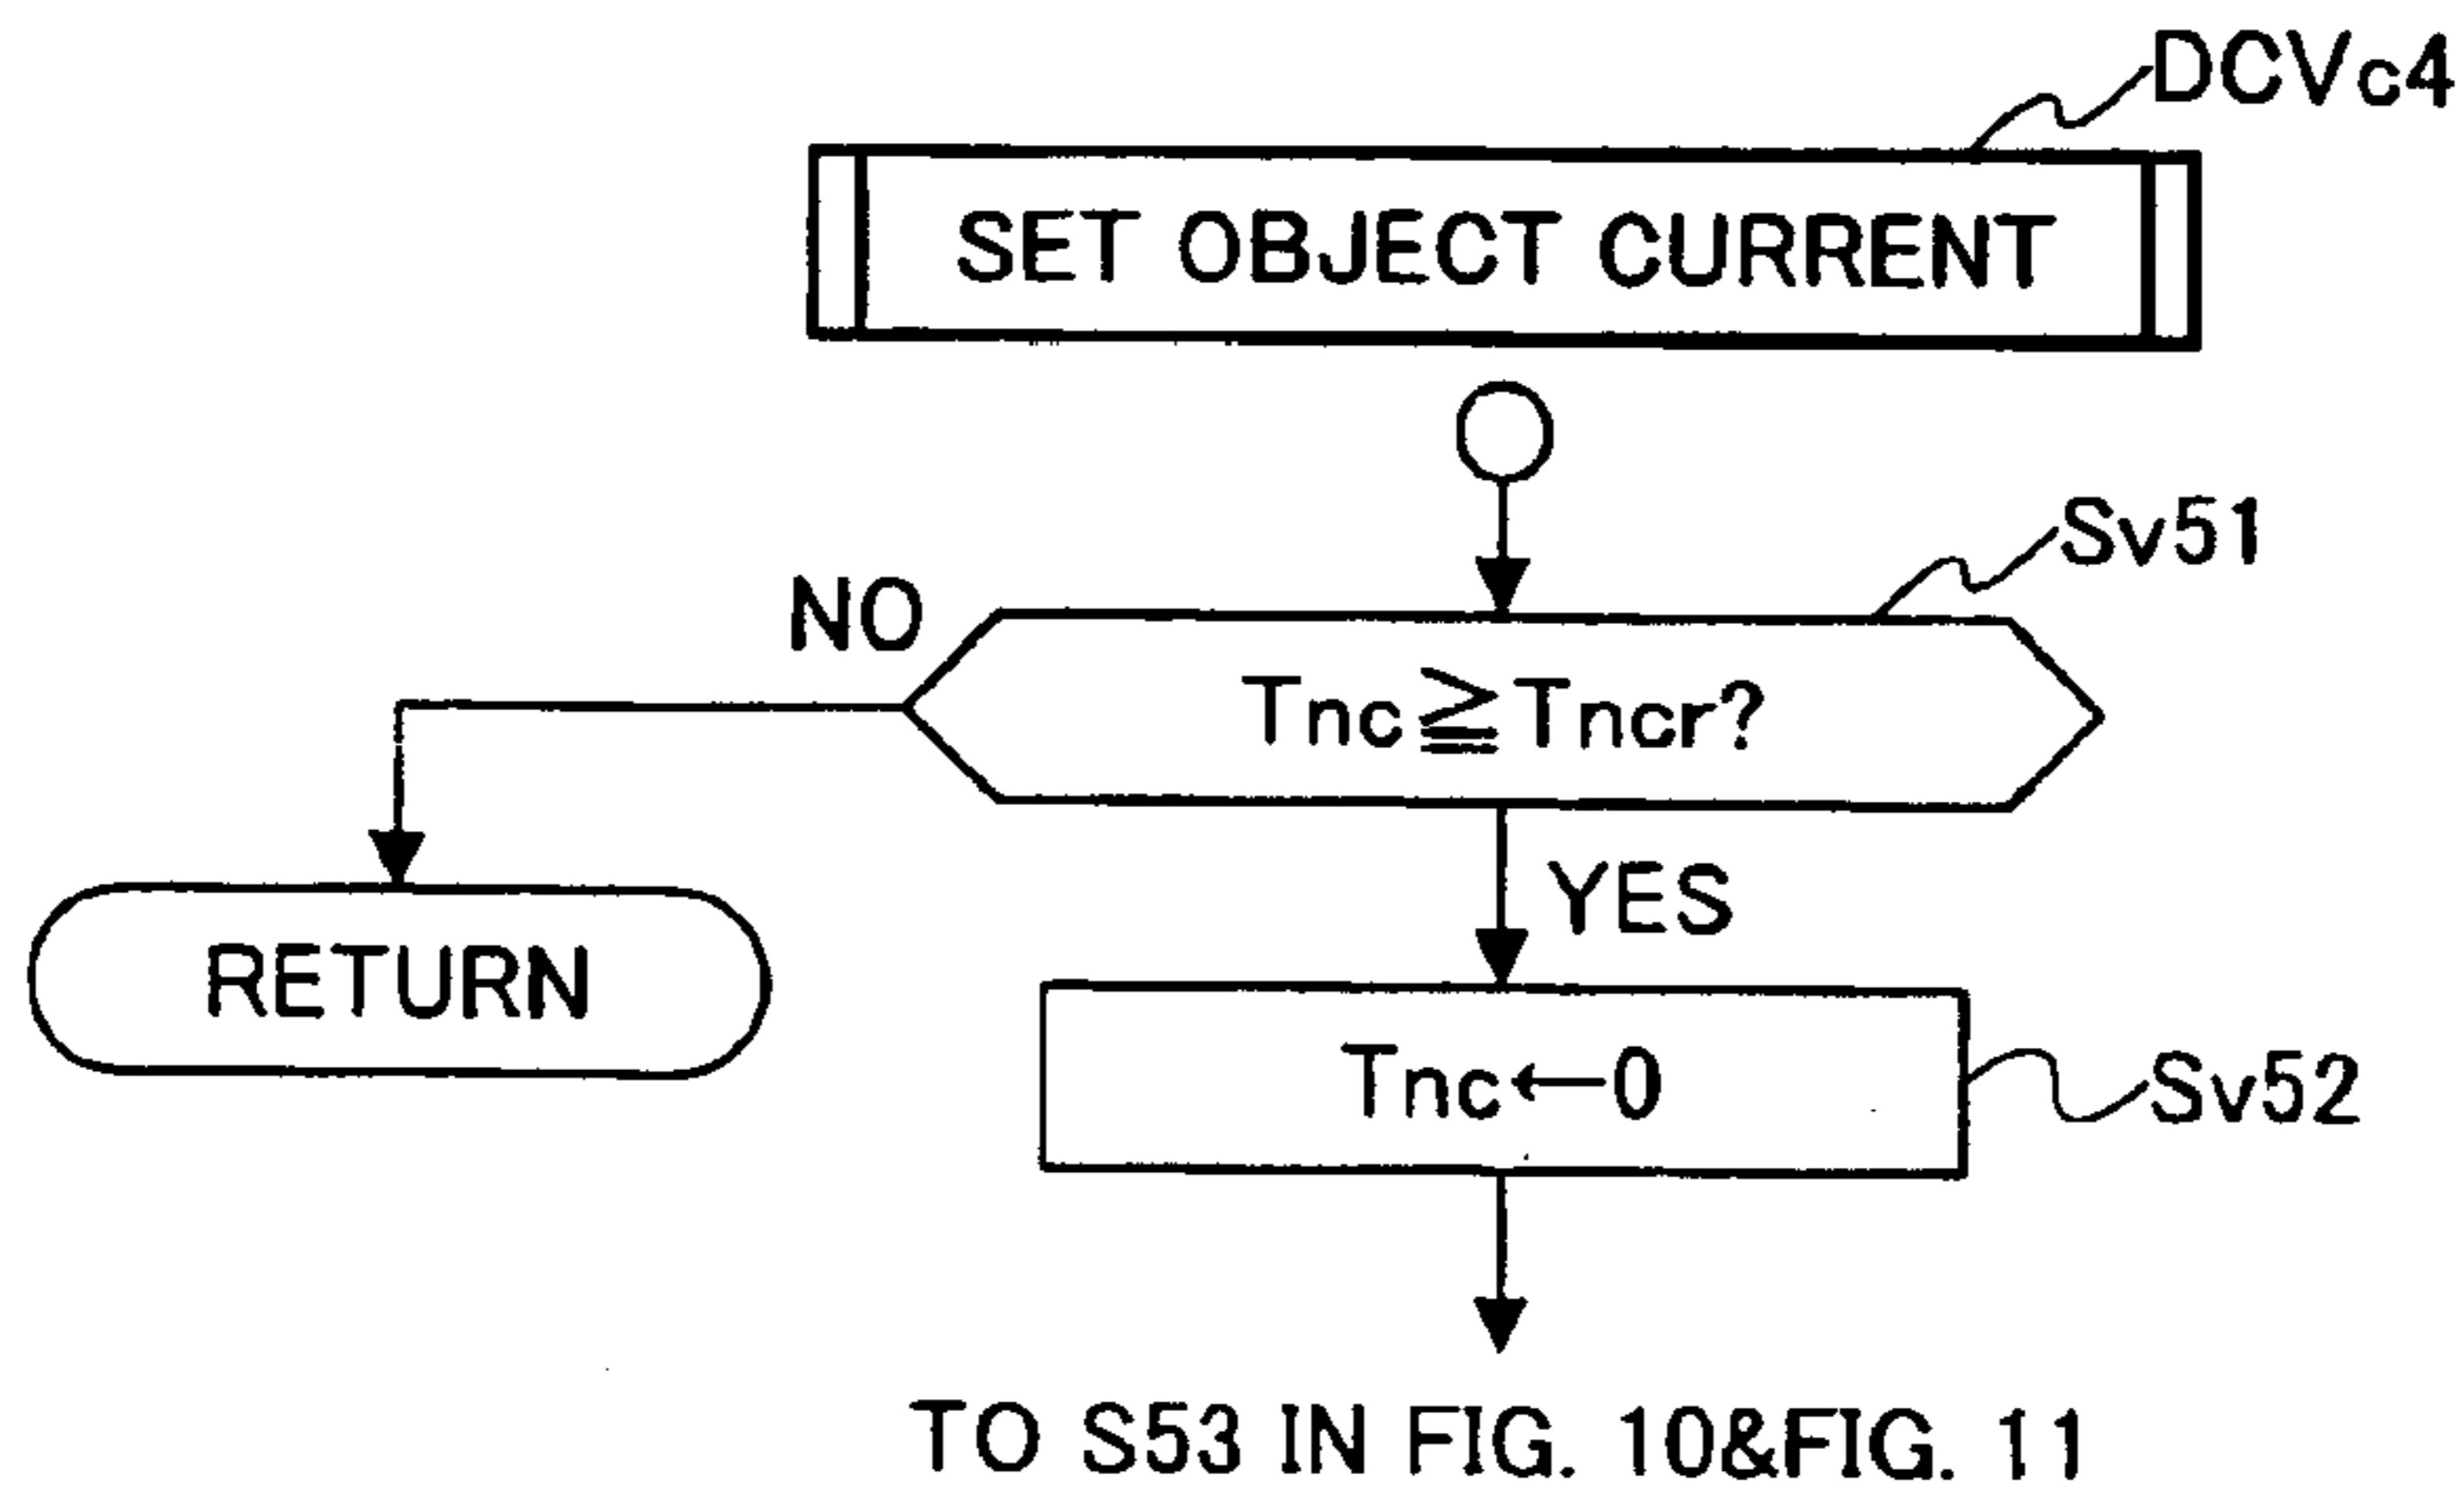 DCVc4
SET OBJECT CURRENT
Sv51
NO
Tnc≧Tncr?
YES
RETURN
Tnc←0
Sv52
TO S53 IN FIG. 10&FIG. 11